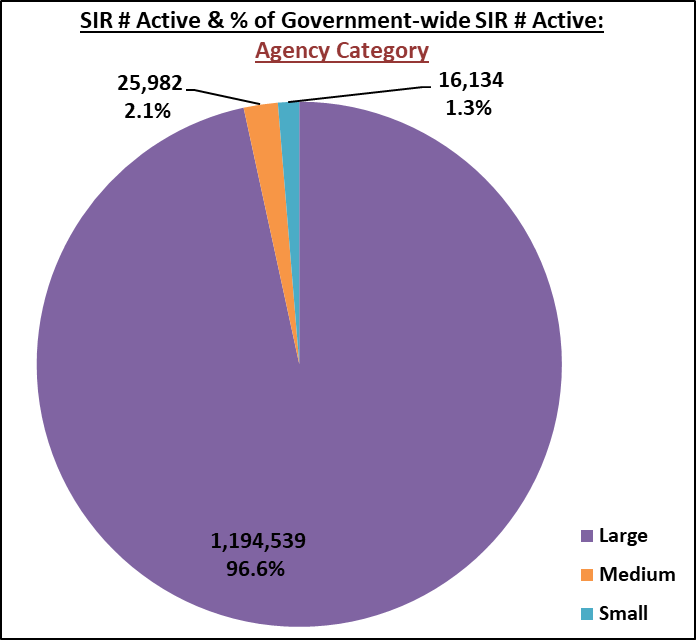 SIR # Active & % of Government-wide SIR # Active:
Agency Category
25,982
2.1%
16,134
1.3%
1,194,539
96.6%
Large
Medium
Small